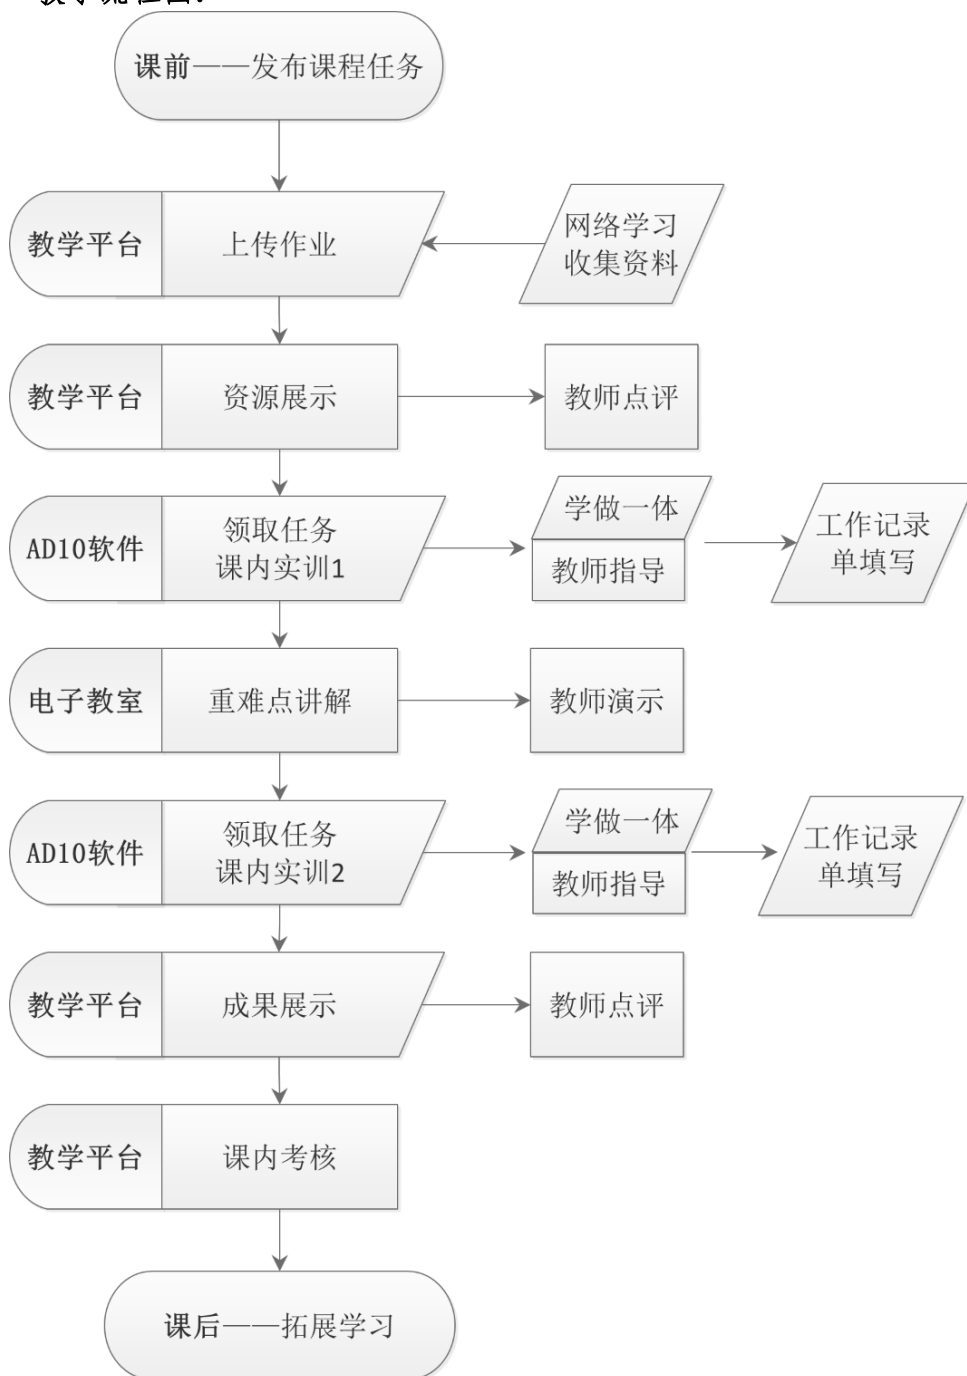 教学流程图:
课前——发布课程任务
教学平台
上传作业
网络学习
收集资料
教学平台
资源展示
教师点评
AD10软件
领取任务
课内实训1
学做一体
教师指导
工作记录
单填写
电子教室
重难点讲解
教师演示
AD10软件
领取任务
课内实训2
学做一体
教师指导
工作记录
单填写
教学平台
成果展示
教师点评
教学平台
课内考核
课后——拓展学习